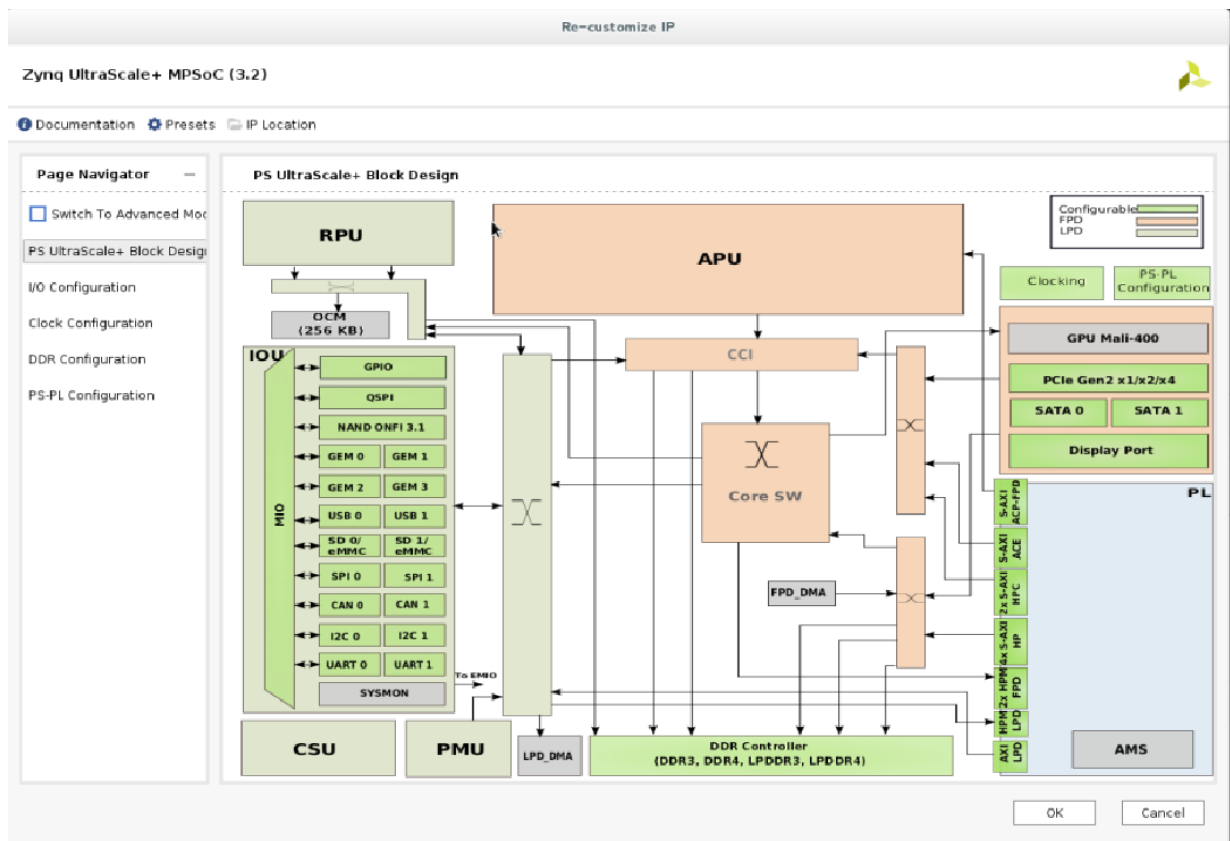 Re-customize IP
Zynq UltraScale+ MPSoC (3.2)
Documentation Presets IP Location
Page Navigator —
Switch To Advanced Mod
PS UltraScale+ Block Desig
I/O Configuration
Clock Configuration
DDR Configuration
PS-PL Configuration
PS UltraScale+ Block Design
Configurable
FPD
LPD
RPU
APU
Clocking
PS-PL
Configuration
OCM
(256 KB)
CCI
GPU Mali-400
PCIe Gen2 x1/x2/x4
SATA 0 SATA 1
Display Port
IOU
MIO
GPIO
QSPI
NAND ONFI 3.1
GEM 0 GEM 1
GEM 2 GEM 3
USB 0 USB 1
SD 0/ SD 1/
eMMC eMMC
SPI 0 SPI 1
CAN 0 CAN 1
I2C 0 I2C 1
UART 0 UART 1
SYSMON
To EMIO
Core SW
FPD_DMA
PL
S-AXI
ACP-FPD
S-AXI
ACE
2x S-AXI
HPC
4x S-AXI
HP
2x HPM
FPD
HPM
LPD
AXI
LPD
AMS
CSU
PMU
LPD_DMA
DDR Controller
(DDR3, DDR4, LPDDR3, LPDDR4)
OK Cancel